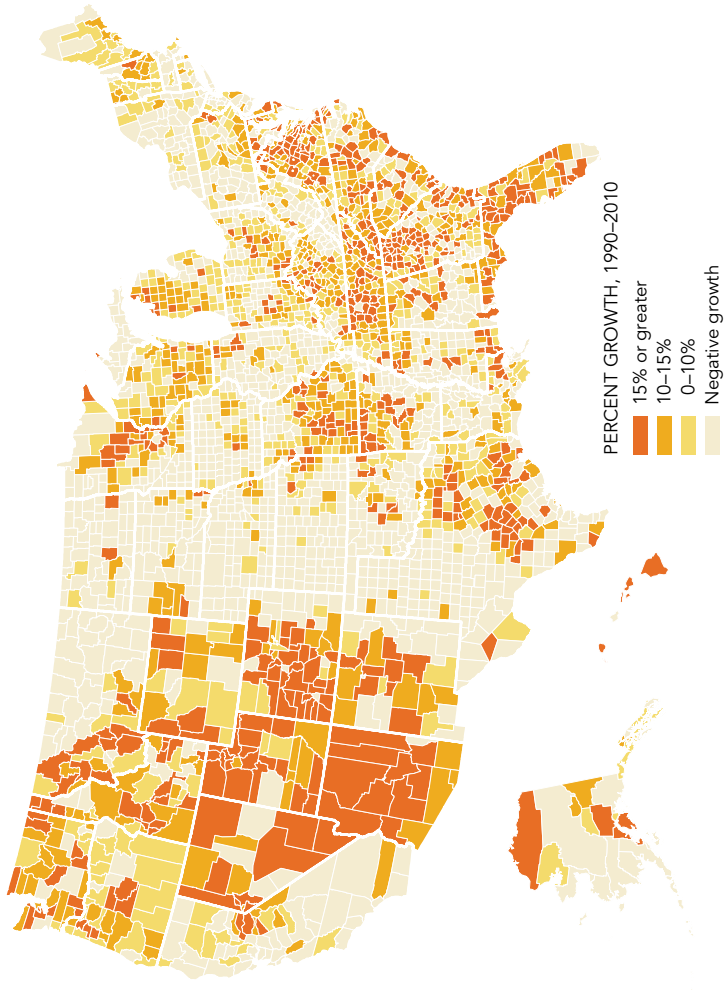 PERCENT GROWTH, 1990–2010
15% or greater
10–15%
0–10%
Negative growth